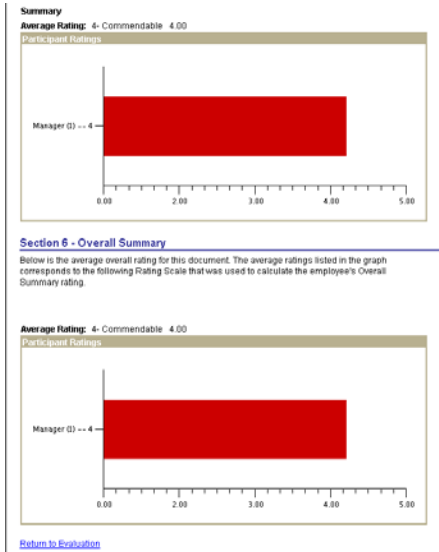 Summary
Average Rating: 4- Commendable 4.00
Participant Ratings
Manager (1) -- 4
0.00 2.00 3.00 4.00 5.00
Section 6 - Overall Summary
Below is the average overall rating for this document. The average ratings listed in the graph
corresponds to the following Rating Scale that was used to calculate the employee's Overall
Summary rating.
Average Rating: 4- Commendable 4.00
Participant Ratings
Manager (1) -- 4
0.00 2.00 3.00 4.00 5.00
Return to Evaluation